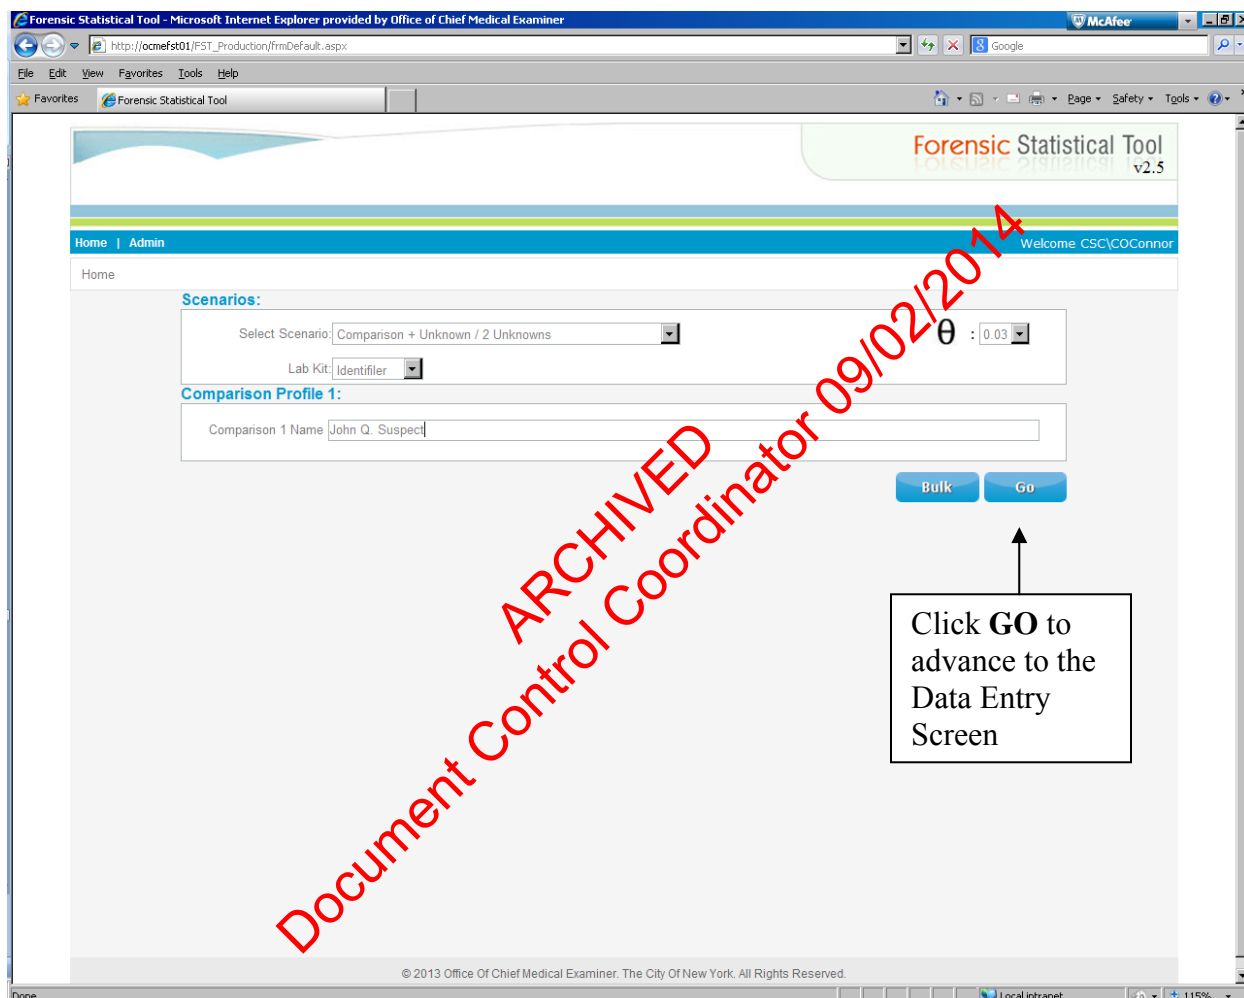 Forensic Statistical Tool - Microsoft Internet Explorer provided by Office of Chief Medical Examiner
McAfee
http://ocmefst01/FST_Production/frmDefault.aspx
Google
File Edit View Favorites Tools Help
Favorites
Forensic Statistical Tool
Page Safety Tools
Forensic Statistical Tool
v2.5
Home | Admin
Welcome CSC\COConnor
Home
Scenarios:
Select Scenario: Comparison + Unknown / 2 Unknowns
θ : 0.03
Lab Kit: Identifiler
Comparison Profile 1:
Comparison 1 Name John Q. Suspect
Bulk Go
Click GO to
advance to the
Data Entry
Screen
ARCHIVED
Document Control Coordinator 09/02/2014
© 2013 Office Of Chief Medical Examiner. The City Of New York. All Rights Reserved.
Done
Local intranet
115%